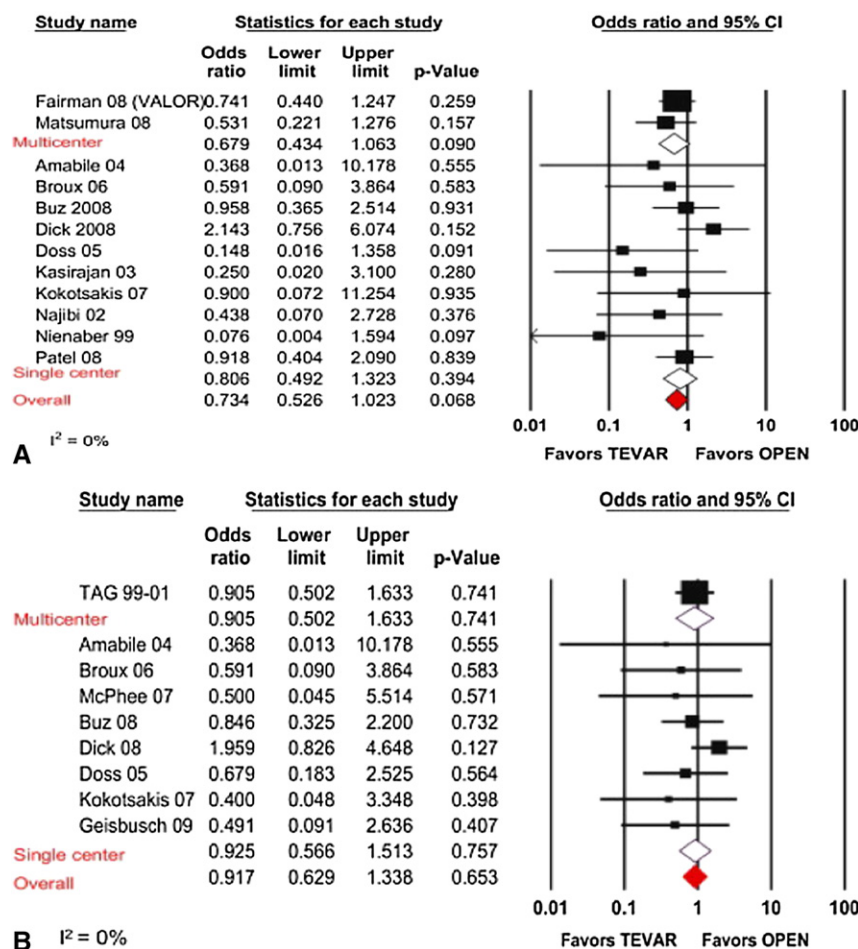 Study name Statistics for each study Odds ratio and 95% CI
Odds Lower Upper
ratio limit limit p-Value
Fairman 08 (VALOR) 0.741 0.440 1.247 0.259
Matsumura 08 0.531 0.221 1.276 0.157
Multicenter 0.679 0.434 1.063 0.090
Amabile 04 0.368 0.013 10.178 0.555
Broux 06 0.591 0.090 3.864 0.583
Buz 2008 0.958 0.365 2.514 0.931
Dick 2008 2.143 0.756 6.074 0.152
Doss 05 0.148 0.016 1.358 0.091
Kasirajan 03 0.250 0.020 3.100 0.280
Kokotsakis 07 0.900 0.072 11.254 0.935
Najibi 02 0.438 0.070 2.728 0.376
Nienaber 99 0.076 0.004 1.594 0.097
Patel 08 0.918 0.404 2.090 0.839
Single center 0.806 0.492 1.323 0.394
Overall 0.734 0.526 1.023 0.068
0.01 0.1 1 10 100
A I² = 0% Favors TEVAR Favors OPEN
Study name Statistics for each study Odds ratio and 95% CI
Odds Lower Upper
ratio limit limit p-Value
TAG 99-01 0.905 0.502 1.633 0.741
Multicenter 0.905 0.502 1.633 0.741
Amabile 04 0.368 0.013 10.178 0.555
Broux 06 0.591 0.090 3.864 0.583
McPhee 07 0.500 0.045 5.514 0.571
Buz 08 0.846 0.325 2.200 0.732
Dick 08 1.959 0.826 4.648 0.127
Doss 05 0.679 0.183 2.525 0.564
Kokotsakis 07 0.400 0.048 3.348 0.398
Geisbusch 09 0.491 0.091 2.636 0.407
Single center 0.925 0.566 1.513 0.757
Overall 0.917 0.629 1.338 0.653
0.01 0.1 1 10 100
B I² = 0% Favors TEVAR Favors OPEN